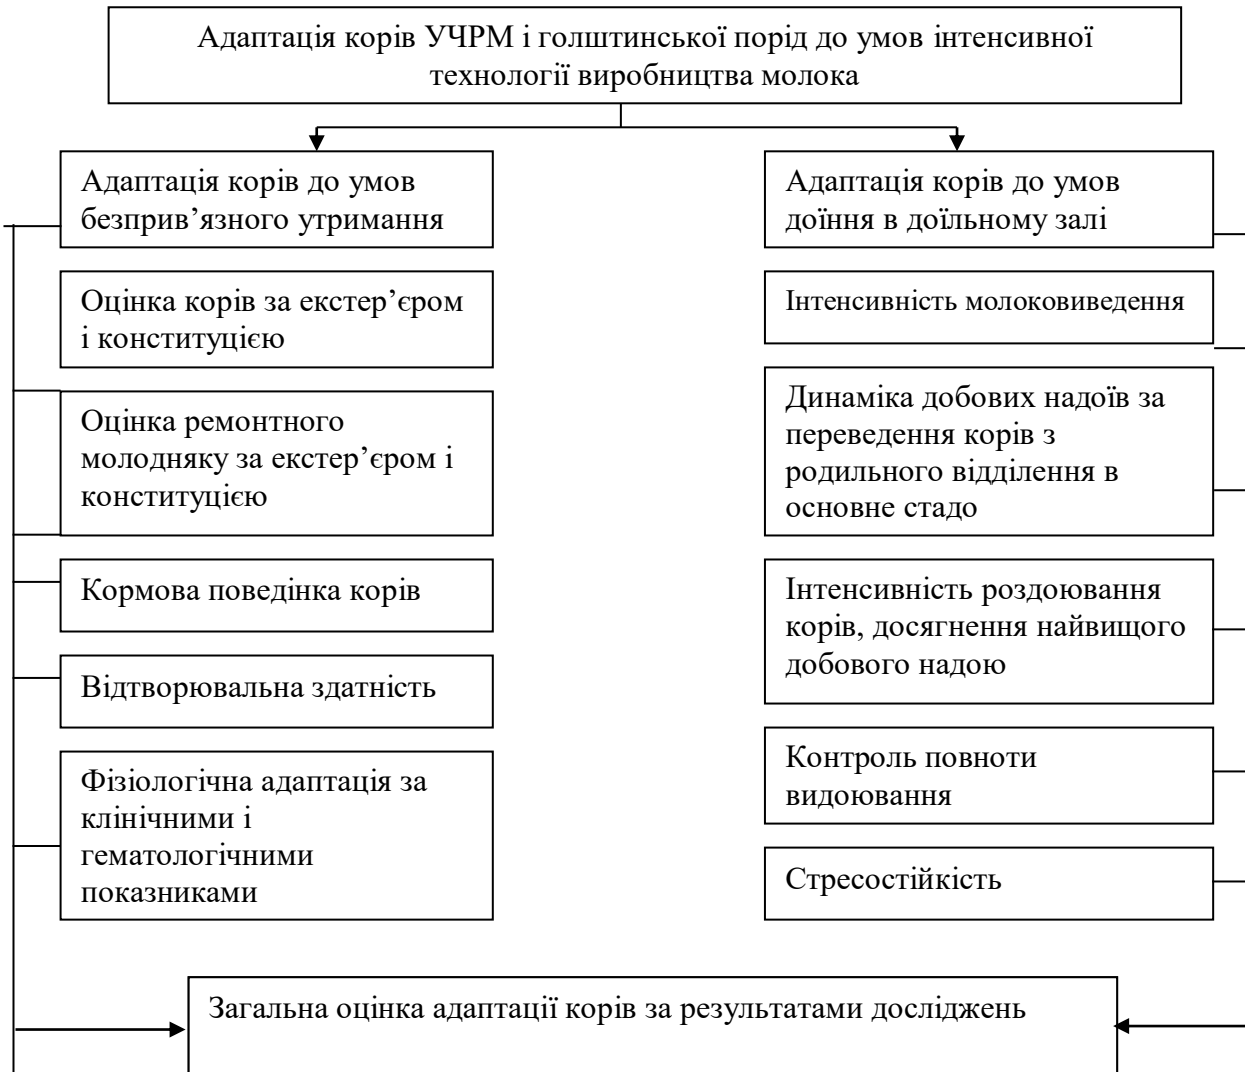 Адаптація корів УЧРМ і голштинської порід до умов інтенсивної
технології виробництва молока
Адаптація корів до умов
безприв’язного утримання
Оцінка корів за екстер’єром
і конституцією
Оцінка ремонтного
молодняку за екстер’єром і
конституцією
Кормова поведінка корів
Відтворювальна здатність
Фізіологічна адаптація за
клінічними і
гематологічними
показниками
Адаптація корів до умов
доїння в доїльному залі
Інтенсивність молоковиведення
Динаміка добових надоїв за
переведення корів з
родильного відділення в
основне стадо
Інтенсивність роздоювання
корів, досягнення найвищого
добового надою
Контроль повноти
видоювання
Стресостійкість
Загальна оцінка адаптації корів за результатами досліджень